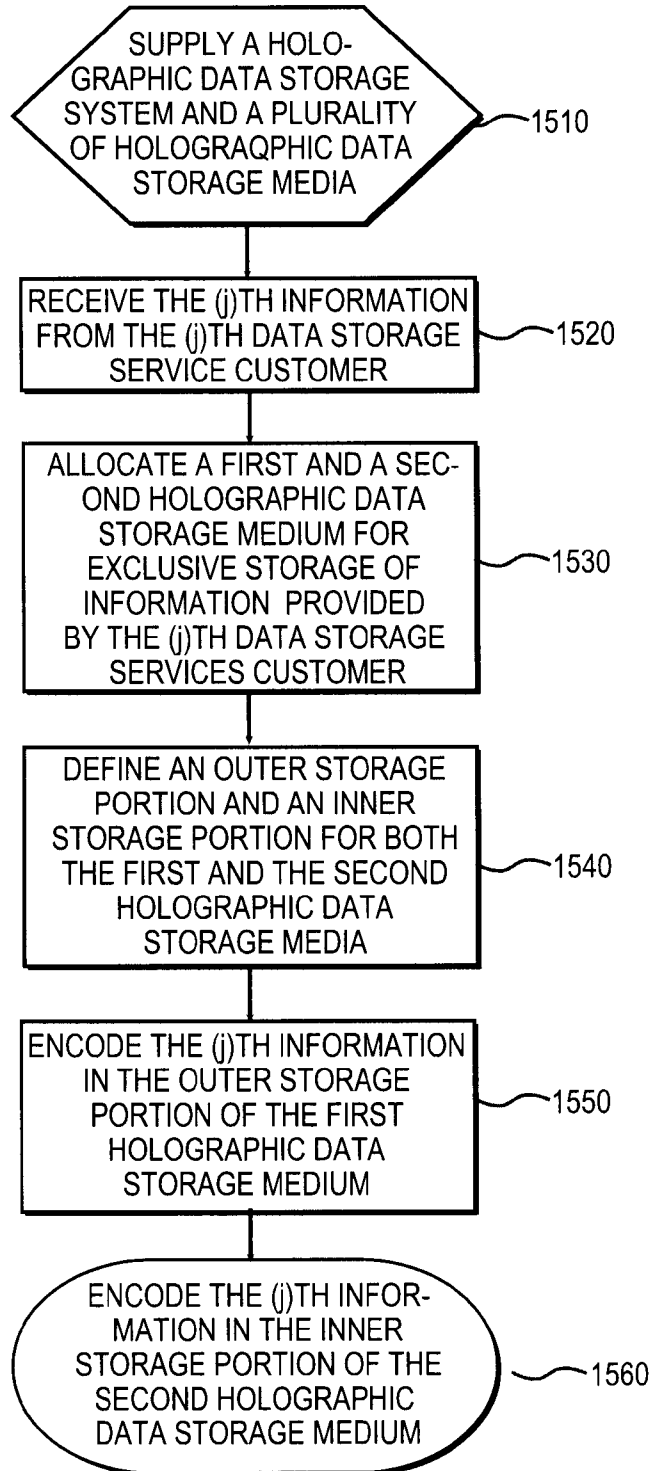 SUPPLY A HOLO-
GRAPHIC DATA STORAGE
SYSTEM AND A PLURALITY
OF HOLOGRAQPHIC DATA
STORAGE MEDIA
1510
RECEIVE THE (j)TH INFORMATION
FROM THE (j)TH DATA STORAGE
SERVICE CUSTOMER
1520
ALLOCATE A FIRST AND A SEC-
OND HOLOGRAPHIC DATA
STORAGE MEDIUM FOR
EXCLUSIVE STORAGE OF
INFORMATION PROVIDED
BY THE (j)TH DATA STORAGE
SERVICES CUSTOMER
1530
DEFINE AN OUTER STORAGE
PORTION AND AN INNER
STORAGE PORTION FOR BOTH
THE FIRST AND THE SECOND
HOLOGRAPHIC DATA
STORAGE MEDIA
1540
ENCODE THE (j)TH INFORMATION
IN THE OUTER STORAGE
PORTION OF THE FIRST
HOLOGRAPHIC DATA
STORAGE MEDIUM
1550
ENCODE THE (j)TH INFOR-
MATION IN THE INNER
STORAGE PORTION OF THE
SECOND HOLOGRAPHIC
DATA STORAGE MEDIUM
1560